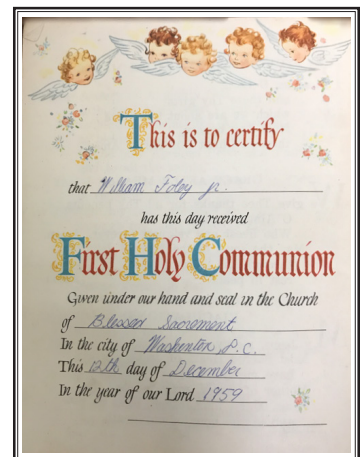 This is to certify
that William Foley jr.
has this day received
First Holy Communion
Given under our hand and seal in the Church
of Blessed Sacrament
In the city of Washenton D.C.
This 12th day of December
In the year of our Lord 1959